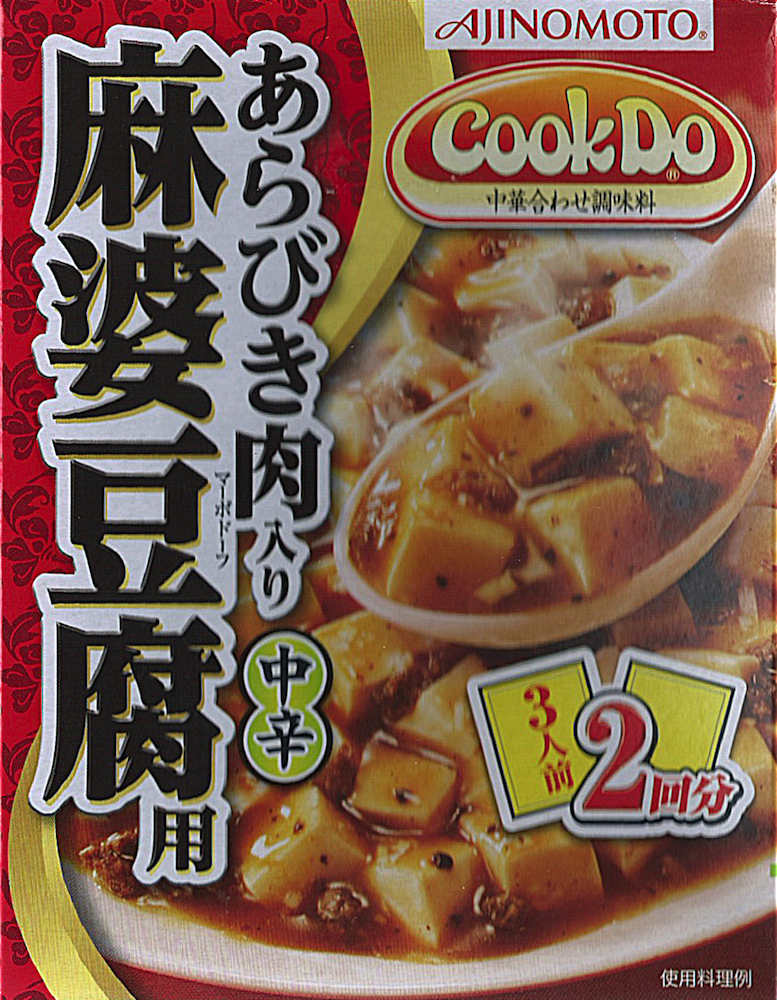 AJINOMOTO®
CookDo®
中華合わせ調味料
あらびき肉入り
麻婆豆腐用
マーボドーフ
中辛
3人前
2回分
使用料理例